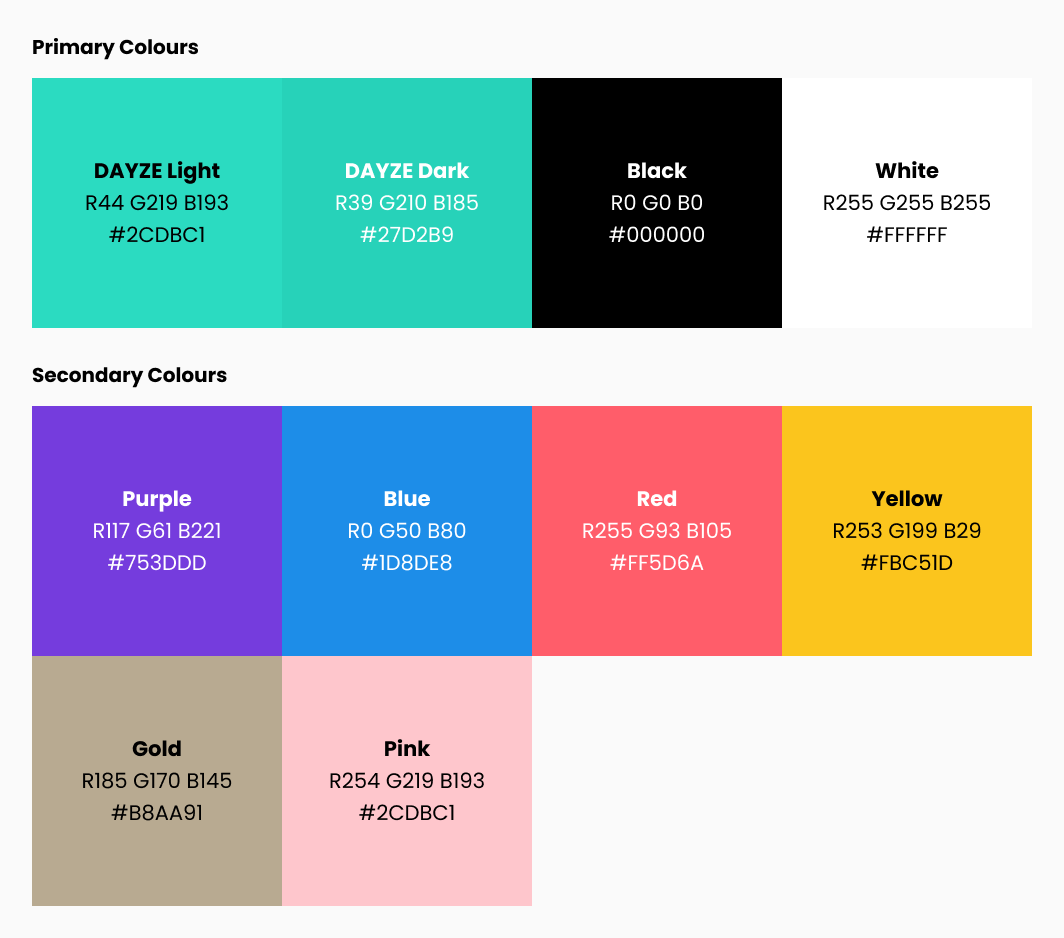 Primary Colours
DAYZE Light
R44 G219 B193
#2CDBC1
DAYZE Dark
R39 G210 B185
#27D2B9
Black
R0 G0 B0
#000000
White
R255 G255 B255
#FFFFFF
Secondary Colours
Purple
R117 G61 B221
#753DDD
Blue
R0 G50 B80
#1D8DE8
Red
R255 G93 B105
#FF5D6A
Yellow
R253 G199 B29
#FBC51D
Gold
R185 G170 B145
#B8AA91
Pink
R254 G219 B193
#2CDBC1